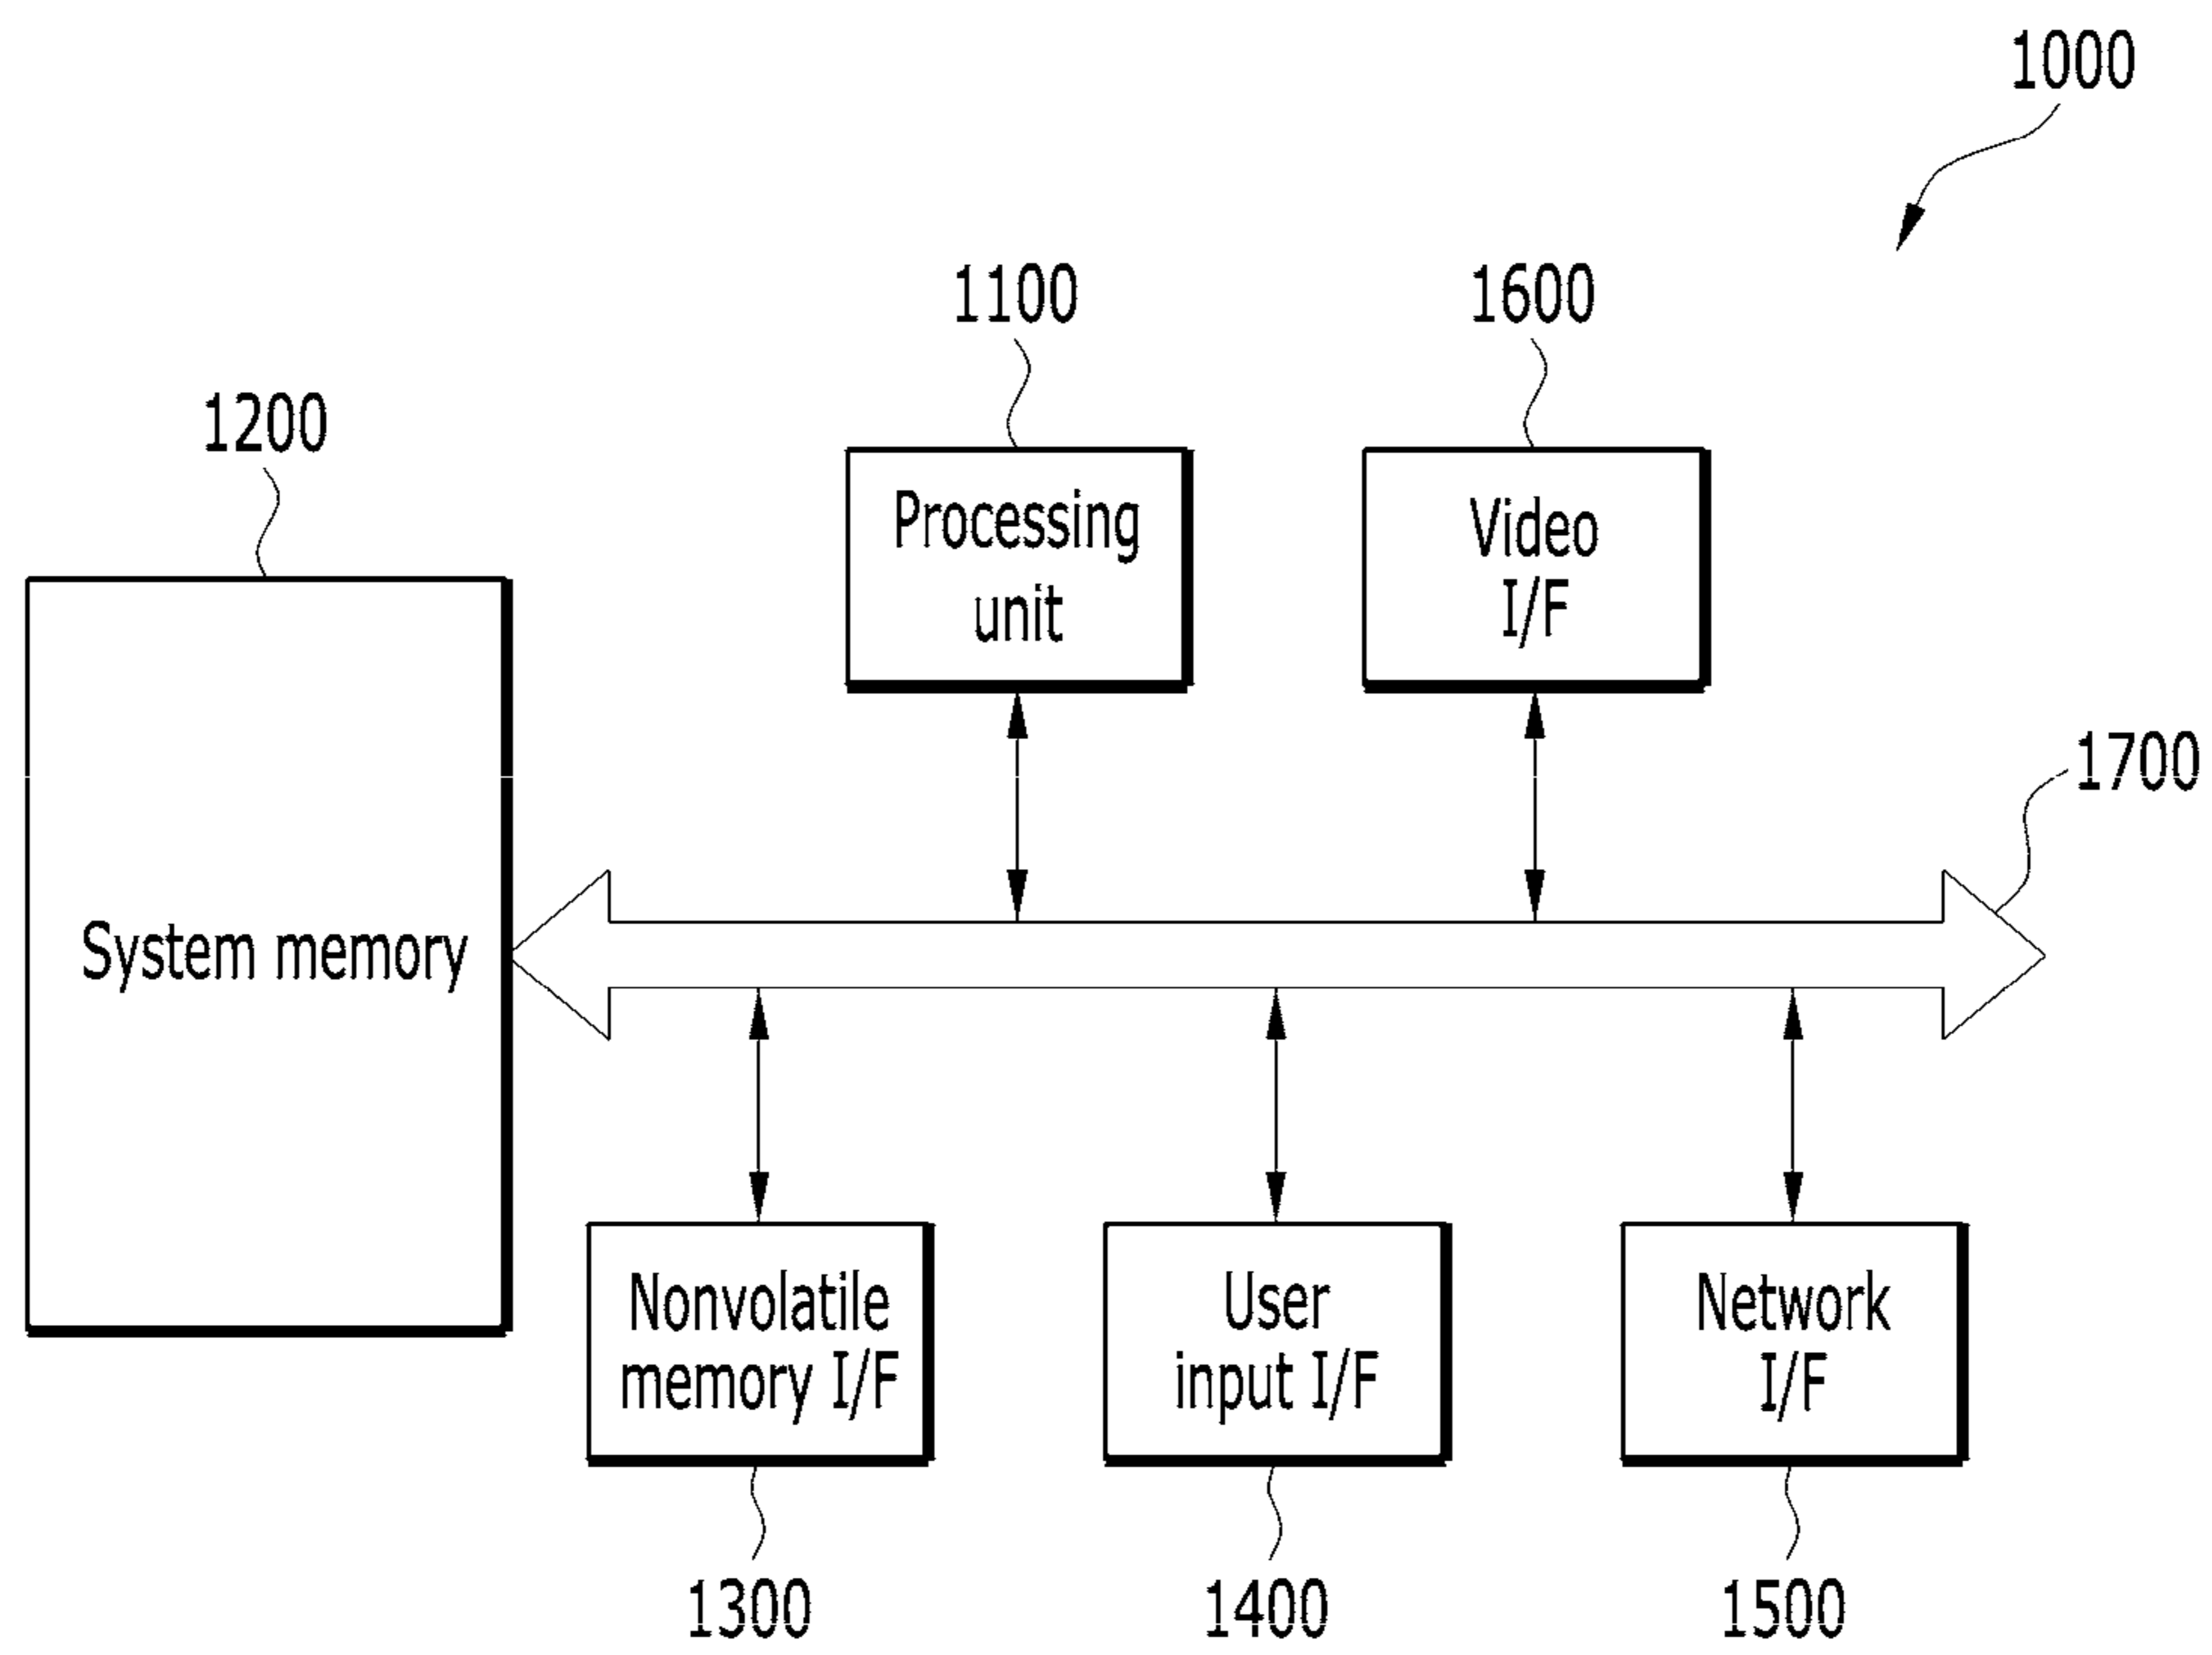 1000
1100
1600
1200
Processing
unit
Video
I/F
1700
System memory
Nonvolatile
memory I/F
User
input I/F
Network
I/F
1300
1400
1500